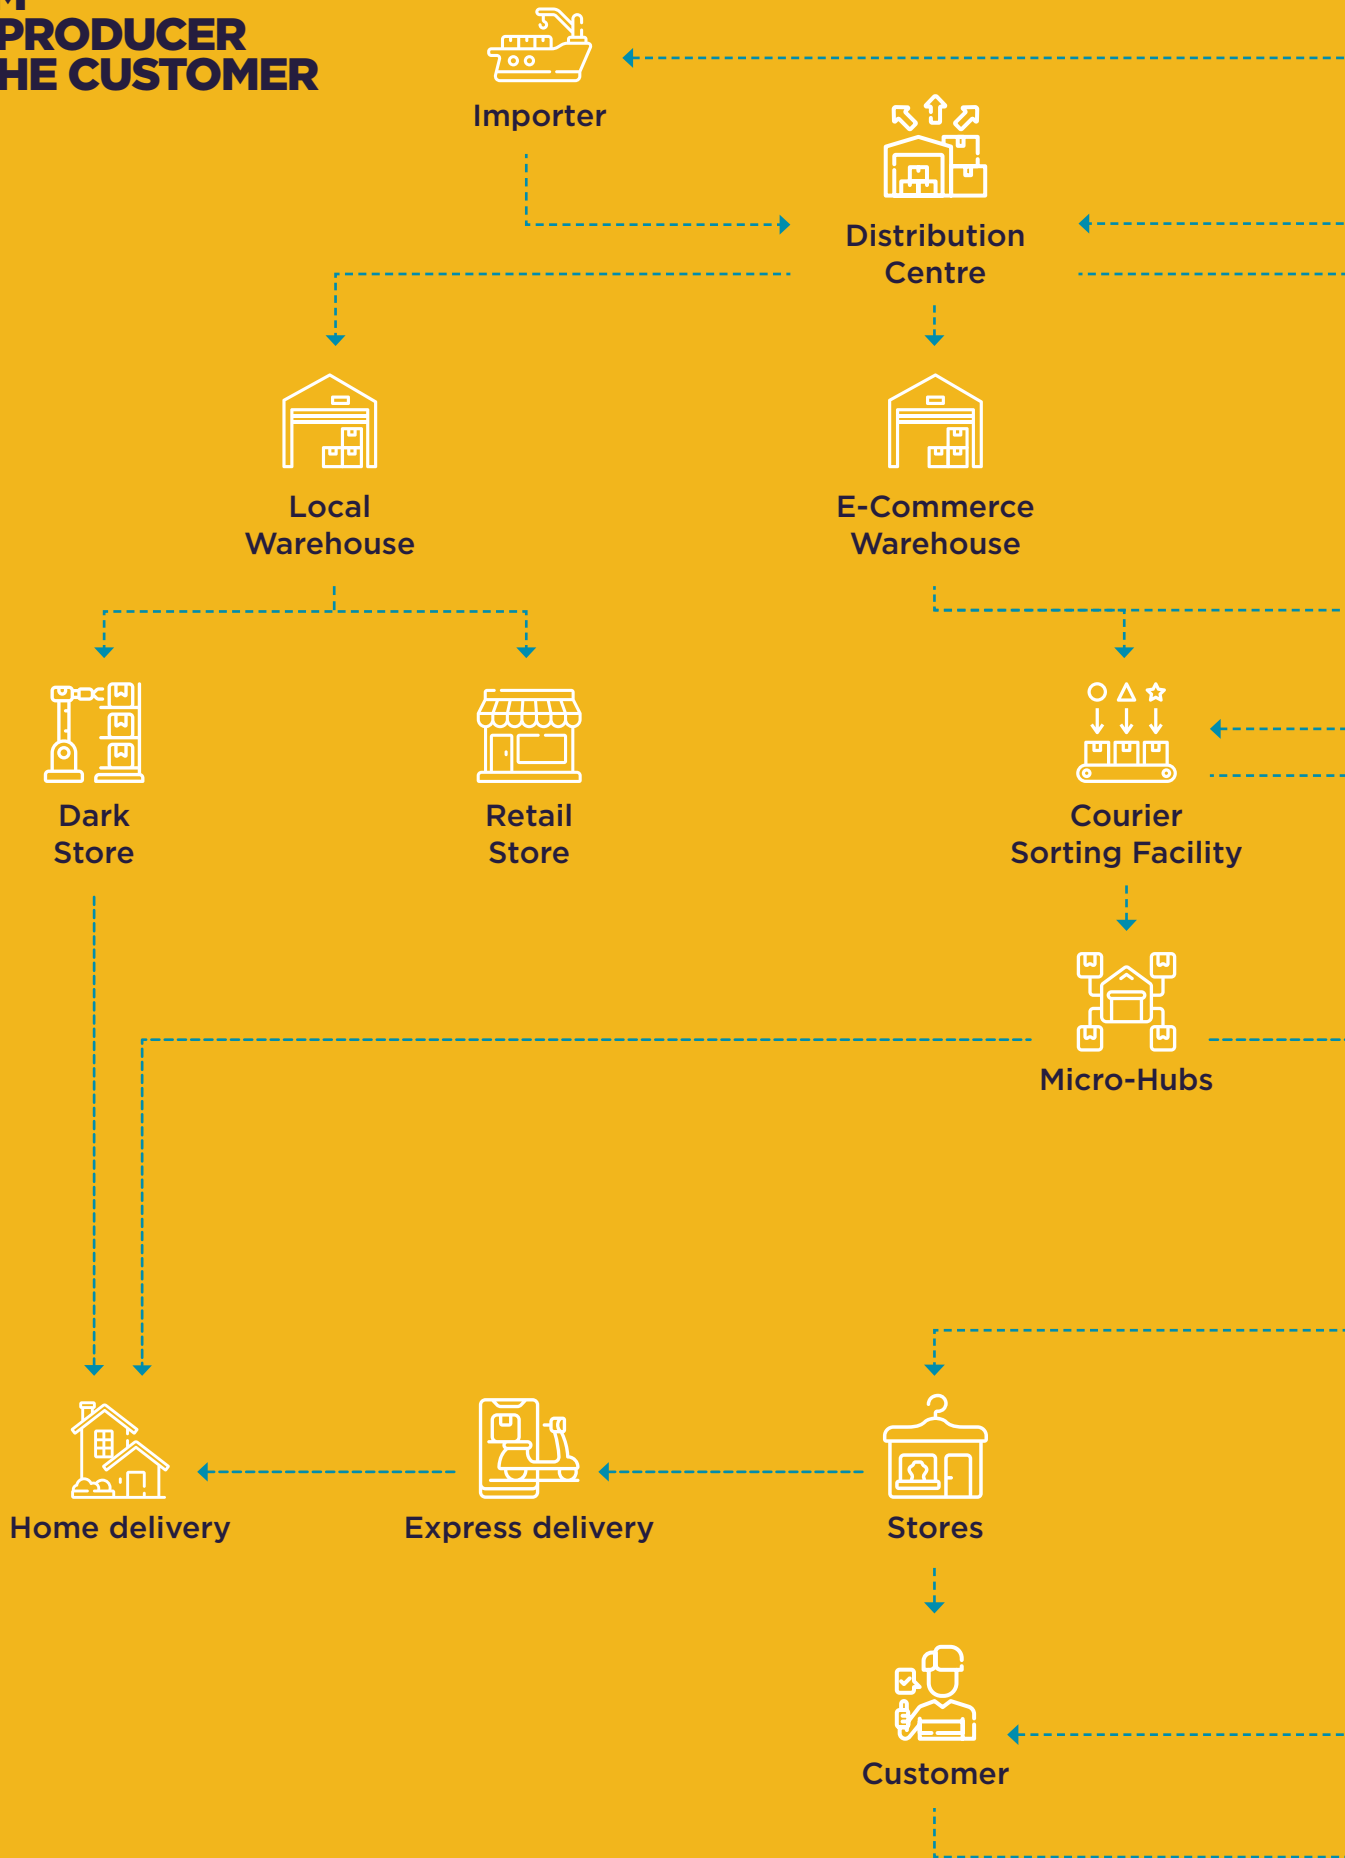 PRODUCER
HE CUSTOMER
Importer
Distribution
Centre
Local
Warehouse
E-Commerce
Warehouse
Dark
Store
Retail
Store
Courier
Sorting Facility
Micro-Hubs
Home delivery
Express delivery
Stores
Customer